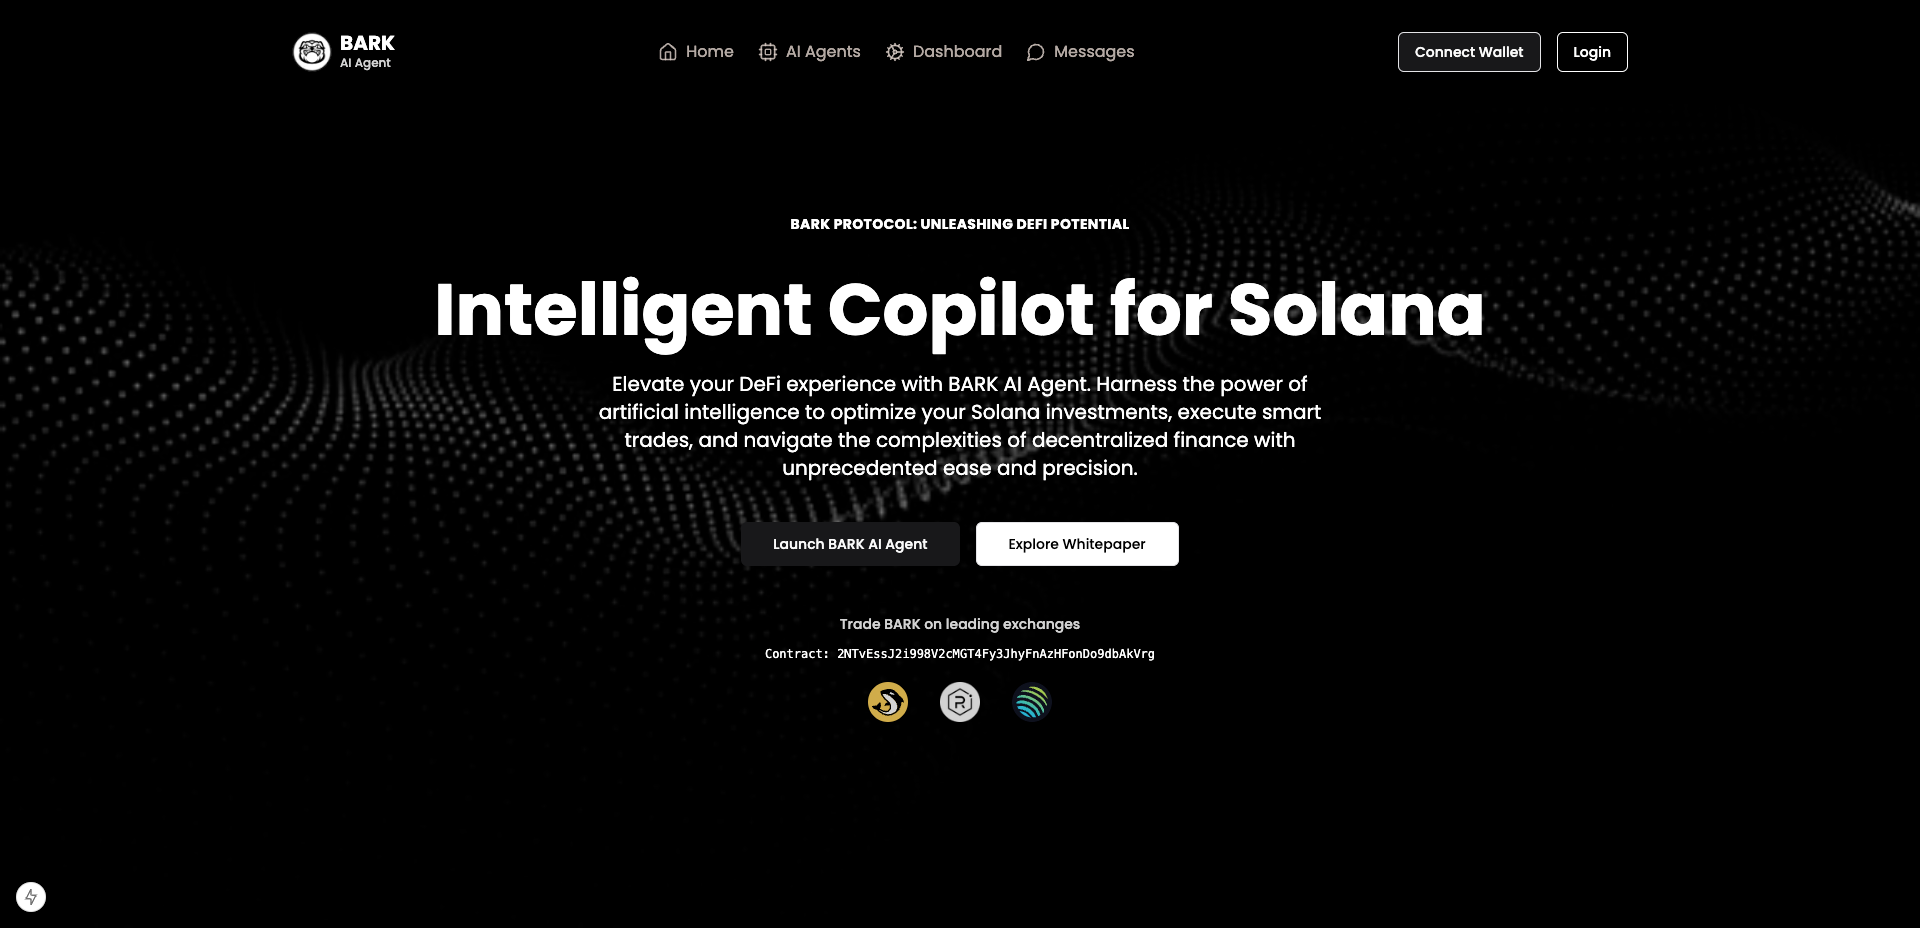 BARK
AI Agent
Home
AI Agents
Dashboard
Messages
Connect Wallet
Login
BARK PROTOCOL: UNLEASHING DEFI POTENTIAL
Intelligent Copilot for Solana
Elevate your DeFi experience with BARK AI Agent. Harness the power of
artificial intelligence to optimize your Solana investments, execute smart
trades, and navigate the complexities of decentralized finance with
unprecedented ease and precision.
Launch BARK AI Agent
Explore Whitepaper
Trade BARK on leading exchanges
Contract: 2NTvEssJ2i998V2cMGT4Fy3JhyFnAzHFonDo9dbAkVrg